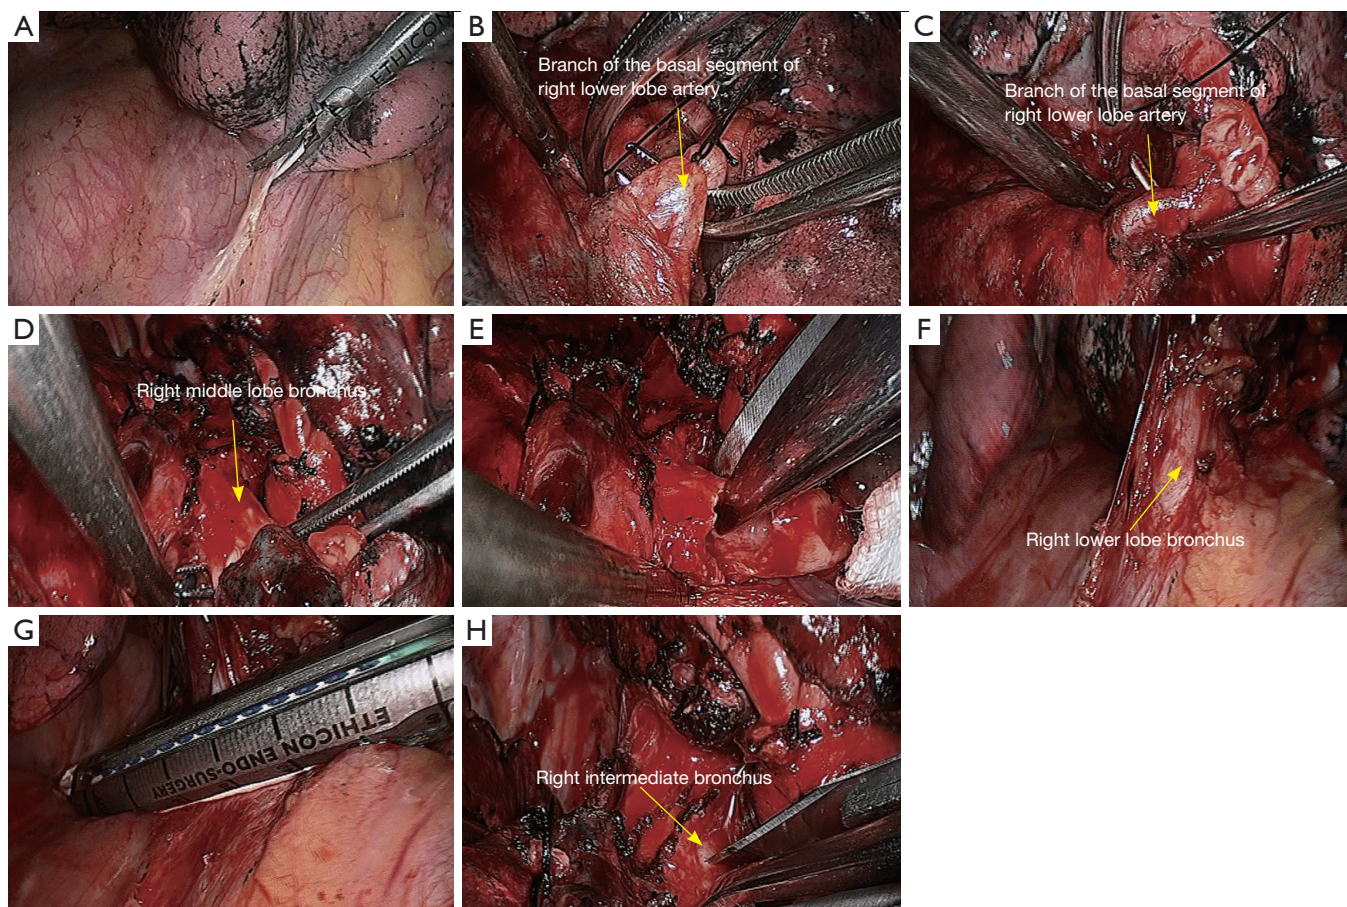 A
ETHICON
B
Branch of the basal segment of
right lower lobe artery
C
Branch of the basal segment of
right lower lobe artery
D
Right middle lobe bronchus
E
F
Right lower lobe bronchus
G
ETHICON ENDO-SURGERY
H
Right intermediate bronchus